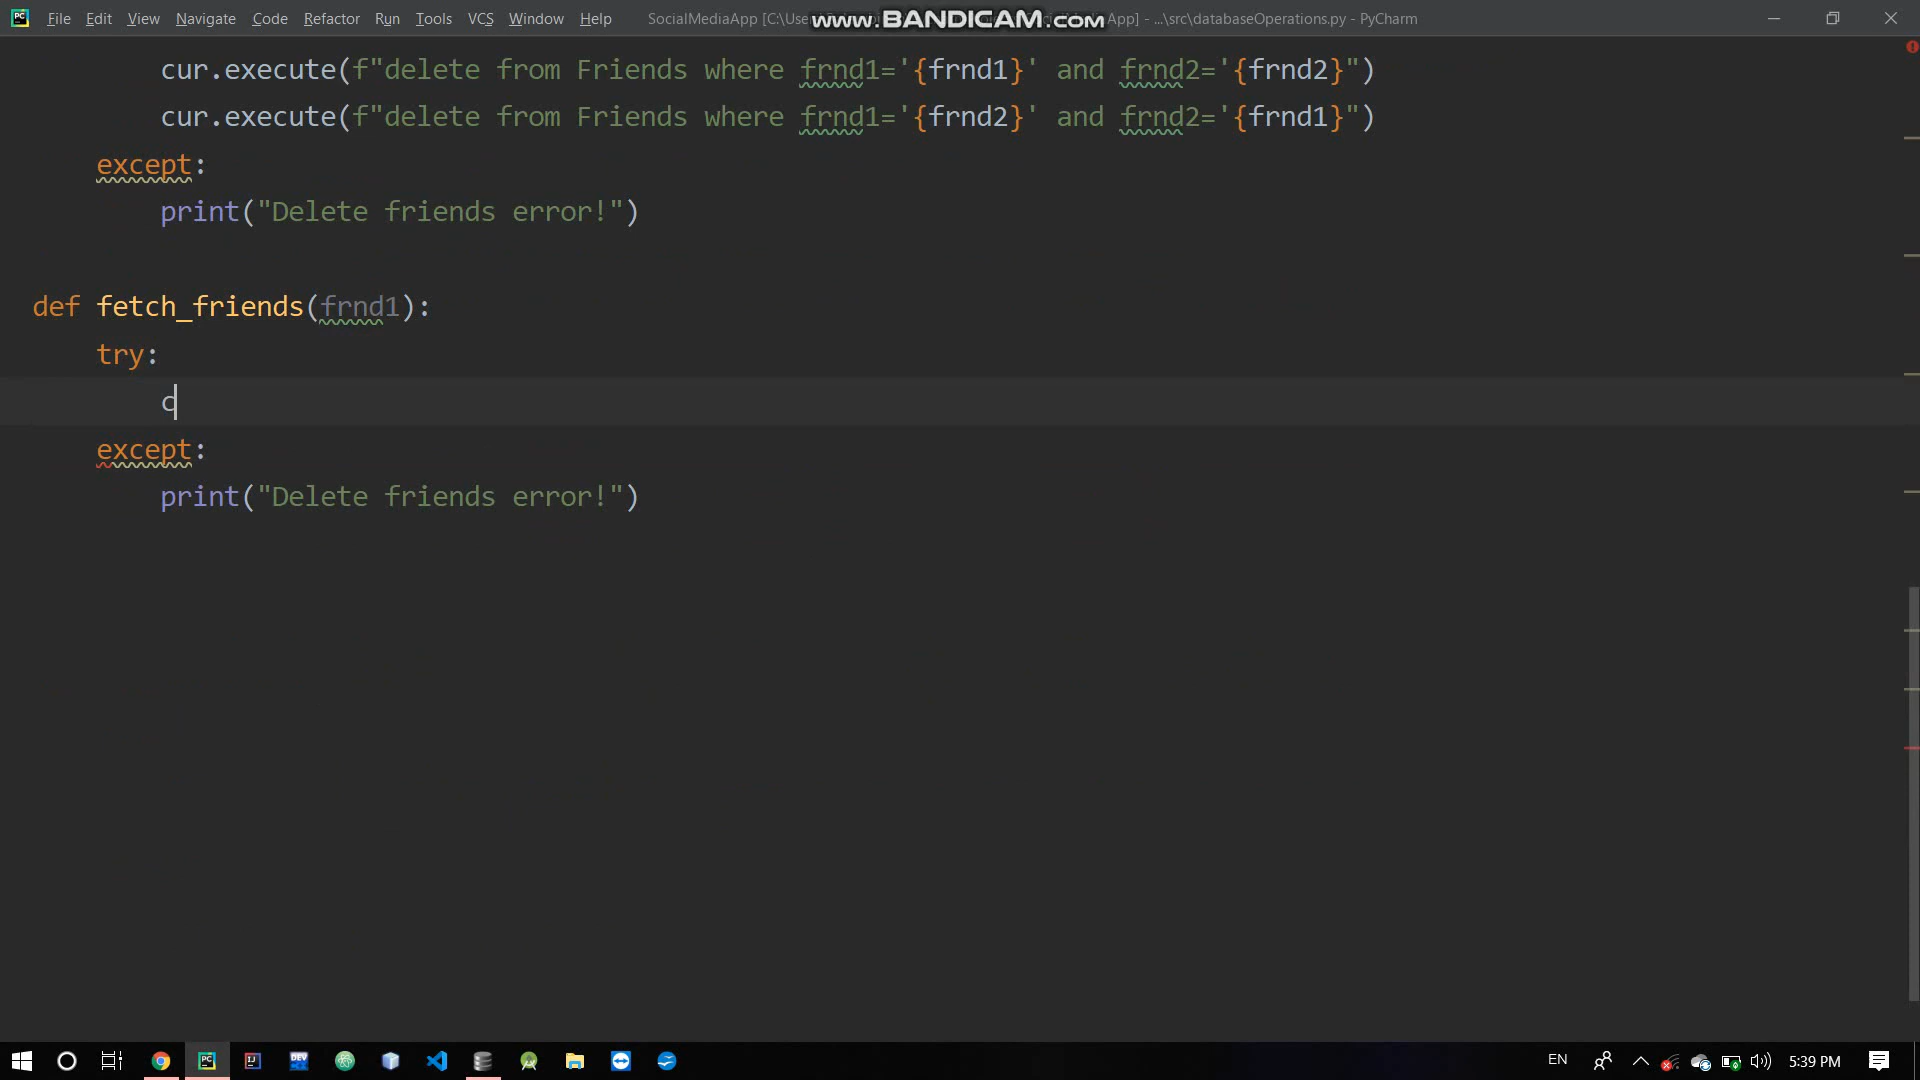 File Edit View Navigate Code Refactor Run Tools VCS Window Help SocialMediaApp [C:\Users App] - ...\src\databaseOperations.py - PyCharm
www.BANDICAM.com
cur.execute(f"delete from Friends where frnd1='{frnd1}' and frnd2='{frnd2}")
cur.execute(f"delete from Friends where frnd1='{frnd2}' and frnd2='{frnd1}")
except:
print("Delete friends error!")
def fetch_friends(frnd1):
try:
c
except:
print("Delete friends error!")
EN 5:39 PM